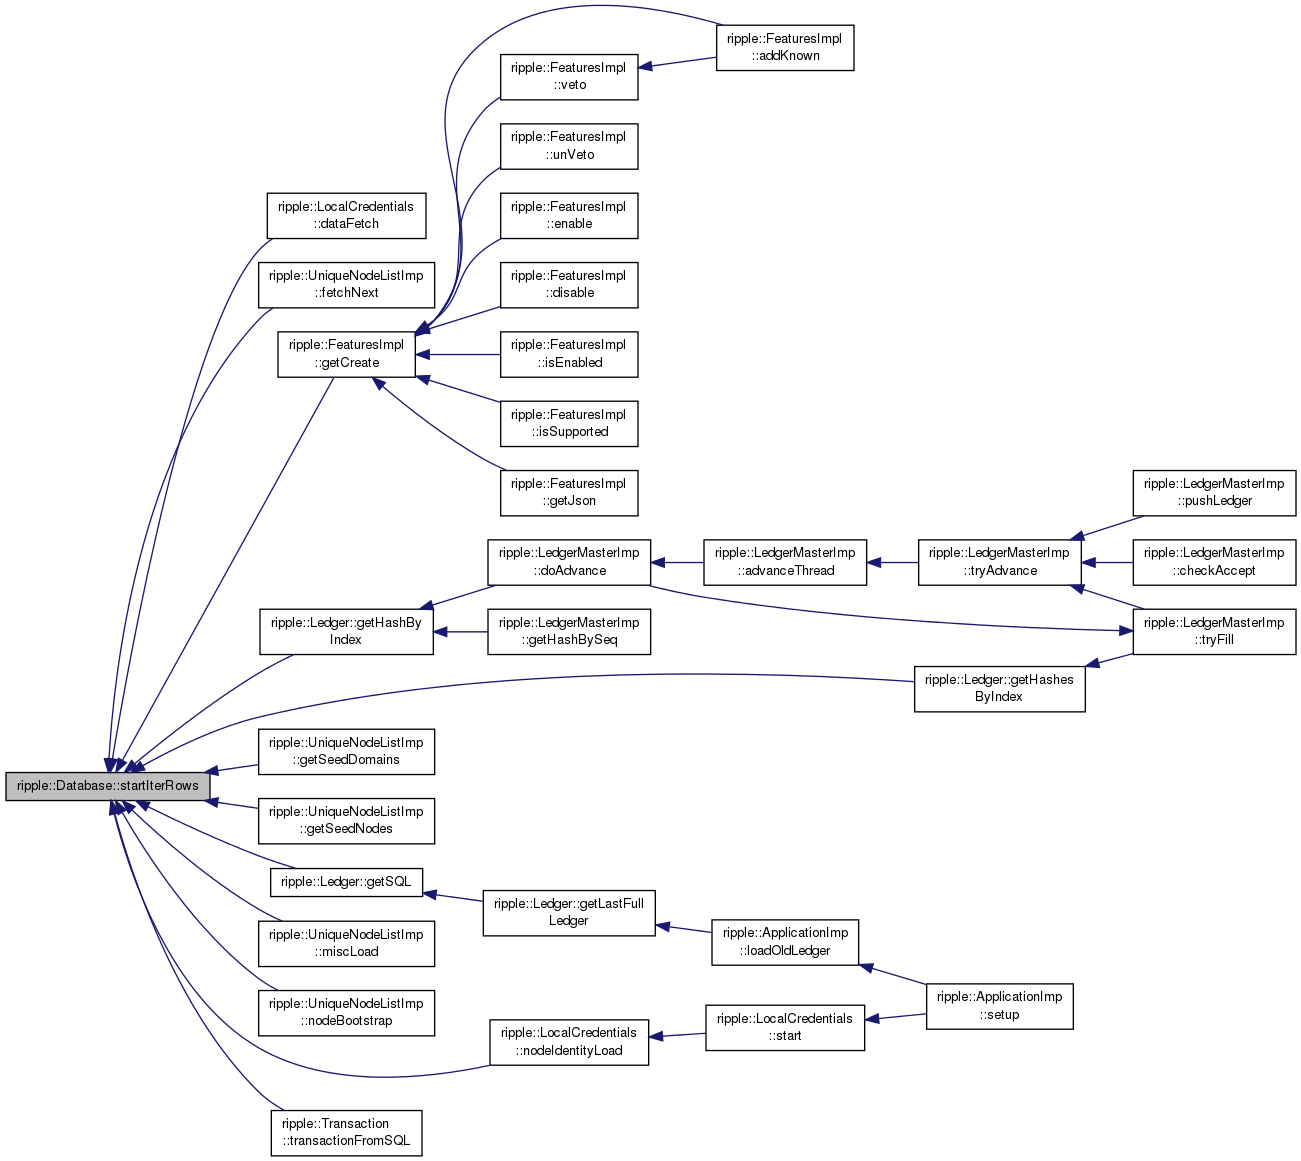 ripple::FeaturesImpl
::addKnown
ripple::FeaturesImpl
::veto
ripple::FeaturesImpl
::unVeto
ripple::LocalCredentials
::dataFetch
ripple::FeaturesImpl
::enable
ripple::UniqueNodeListImp
::fetchNext
ripple::FeaturesImpl
::disable
ripple::FeaturesImpl
::getCreate
ripple::FeaturesImpl
::isEnabled
ripple::FeaturesImpl
::isSupported
ripple::FeaturesImpl
::getJson
ripple::LedgerMasterImp
::pushLedger
ripple::LedgerMasterImp
::doAdvance
ripple::LedgerMasterImp
::advanceThread
ripple::LedgerMasterImp
::tryAdvance
ripple::LedgerMasterImp
::checkAccept
ripple::Ledger::getHashBy
Index
ripple::LedgerMasterImp
::getHashBySeq
ripple::LedgerMasterImp
::tryFill
ripple::Ledger::getHashes
ByIndex
ripple::UniqueNodeListImp
::getSeedDomains
ripple::Database::startIterRows
ripple::UniqueNodeListImp
::getSeedNodes
ripple::Ledger::getSQL
ripple::Ledger::getLastFull
Ledger
ripple::UniqueNodeListImp
::miscLoad
ripple::ApplicationImp
::loadOldLedger
ripple::UniqueNodeListImp
::nodeBootstrap
ripple::ApplicationImp
::setup
ripple::LocalCredentials
::nodeIdentityLoad
ripple::LocalCredentials
::start
ripple::Transaction
::transactionFromSQL